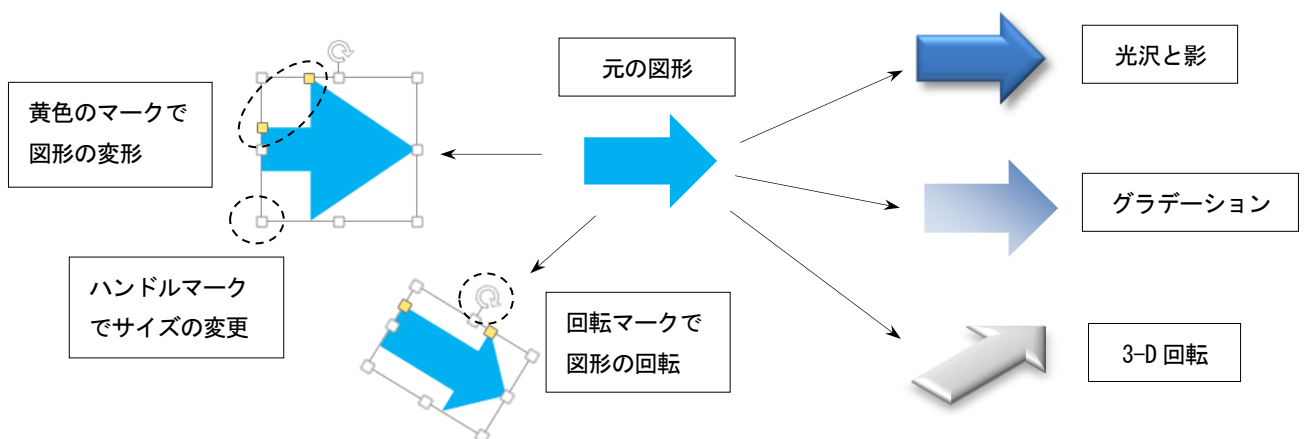 元の図形
光沢と影
黄色のマークで
図形の変形
グラデーション
ハンドルマーク
でサイズの変更
回転マークで
図形の回転
3-D 回転